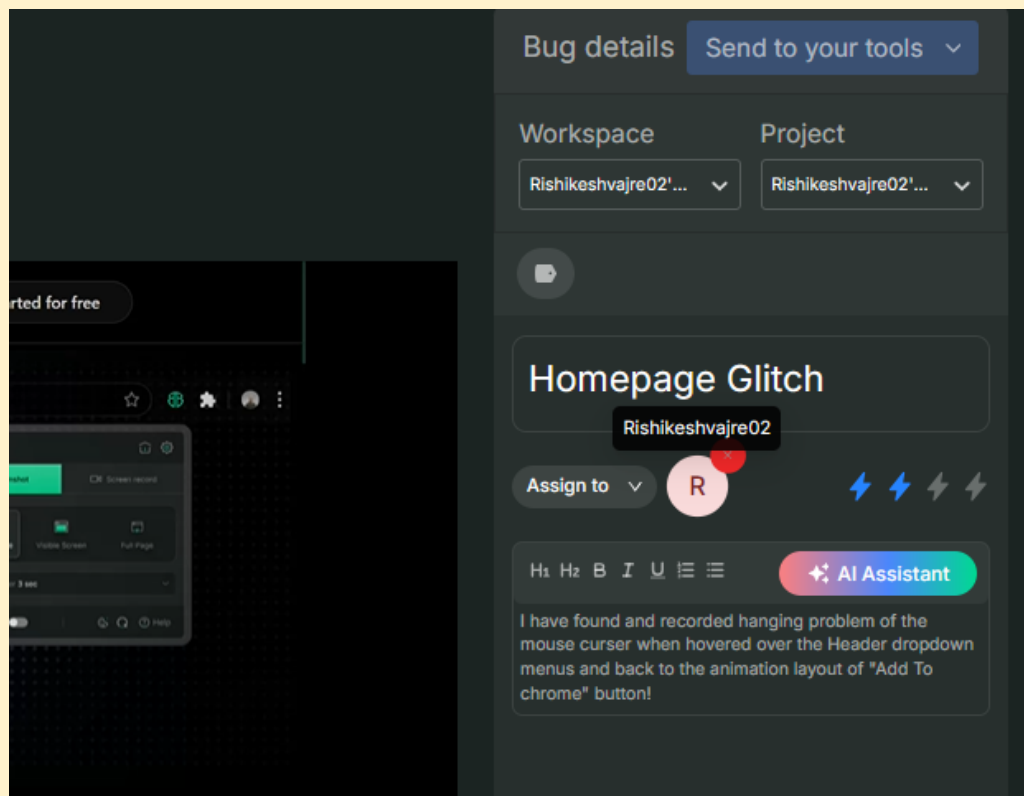 Bug details
Send to your tools
Workspace
Project
Rishikeshvajre02'...
Rishikeshvajre02'...
rted for free
Homepage Glitch
Rishikeshvajre02
Assign to
R
nshot
Screen record
Visible Screen
Full Page
3 sec
Help
H1 H2 B I U
AI Assistant
I have found and recorded hanging problem of the
mouse curser when hovered over the Header dropdown
menus and back to the animation layout of "Add To
chrome" button!